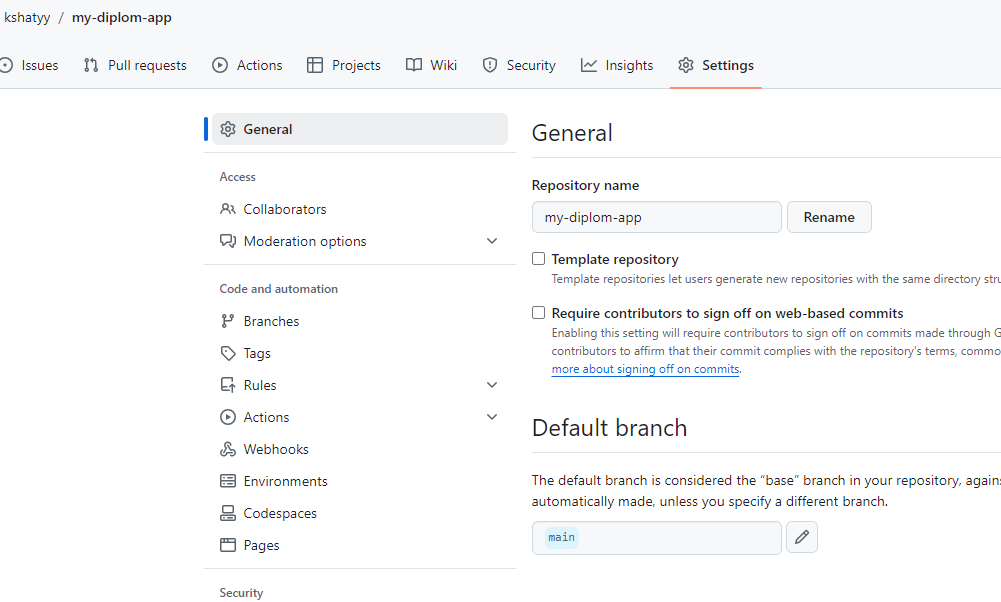 kshatyy / my-diplom-app
Issues Pull requests Actions Projects Wiki Security Insights Settings
General
Access
Collaborators
Moderation options
Code and automation
Branches
Tags
Rules
Actions
Webhooks
Environments
Codespaces
Pages
Security
General
Repository name
my-diplom-app Rename
Template repository
Template repositories let users generate new repositories with the same directory stru
Require contributors to sign off on web-based commits
Enabling this setting will require contributors to sign off on commits made through G
contributors to affirm that their commit complies with the repository's terms, commo
more about signing off on commits.
Default branch
The default branch is considered the “base” branch in your repository, agains
automatically made, unless you specify a different branch.
main